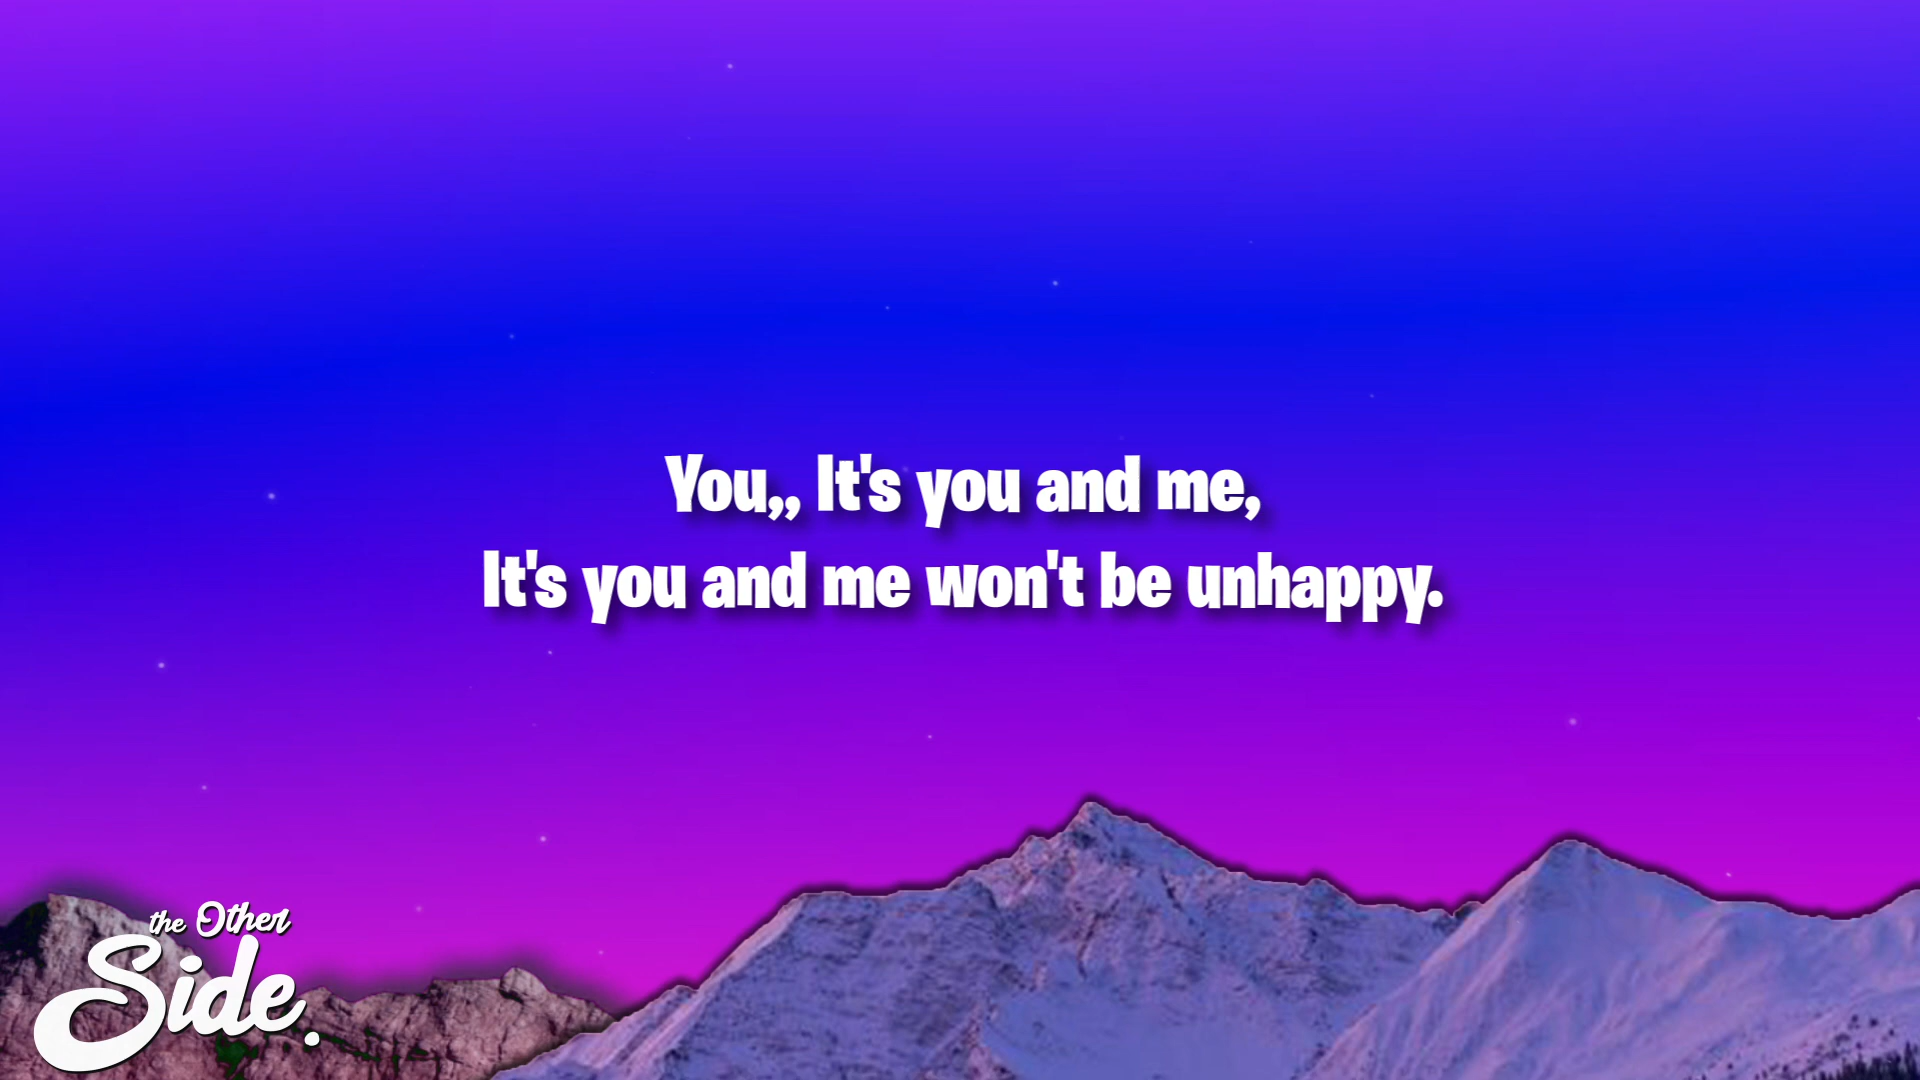 You,, It's you and me,
It's you and me won't be unhappy.
the Other
Side.